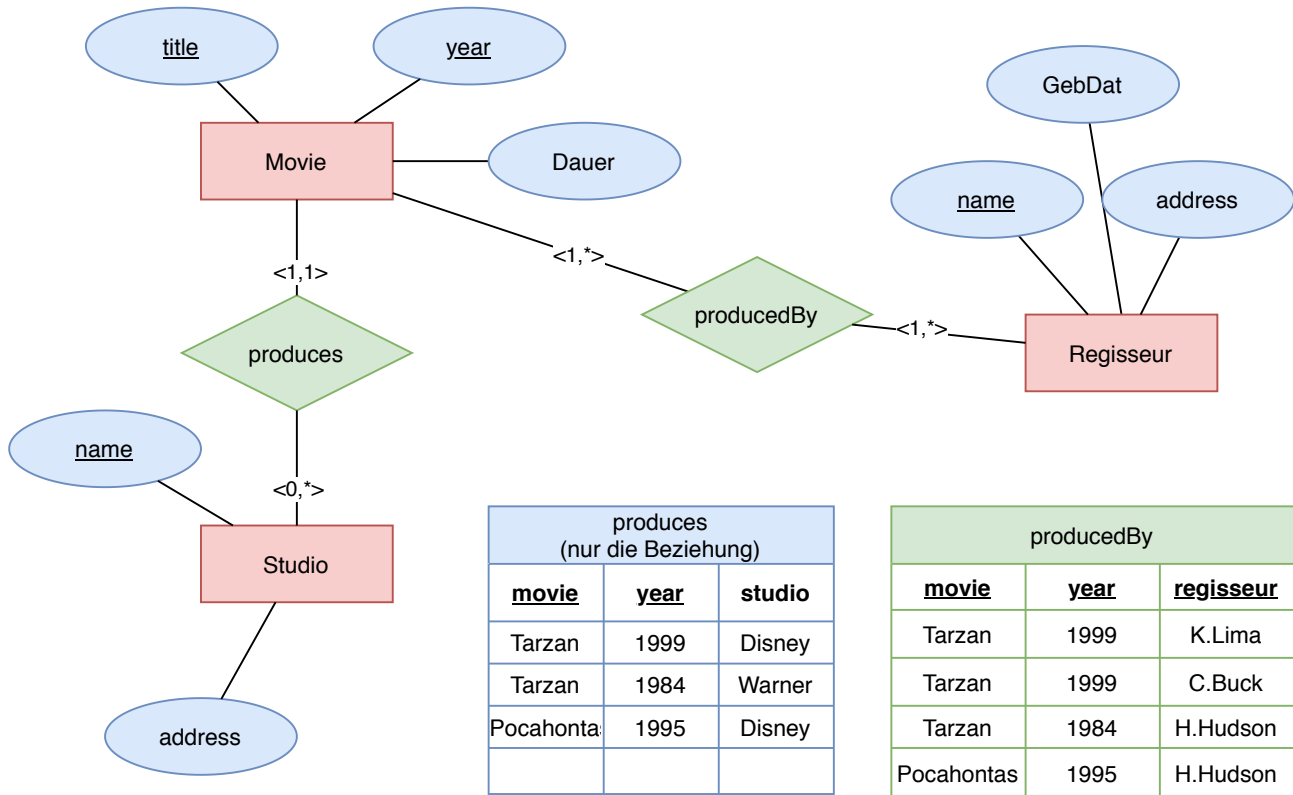 title
year
GebDat
Movie
Dauer
name
address
<1,1>
<1,*>
producedBy
<1,*>
Regisseur
produces
name
<0,*>
Studio
address
produces
(nur die Beziehung)
movie year studio
Tarzan 1999 Disney
Tarzan 1984 Warner
Pocahontas 1995 Disney
producedBy
movie year regisseur
Tarzan 1999 K.Lima
Tarzan 1999 C.Buck
Tarzan 1984 H.Hudson
Pocahontas 1995 H.Hudson